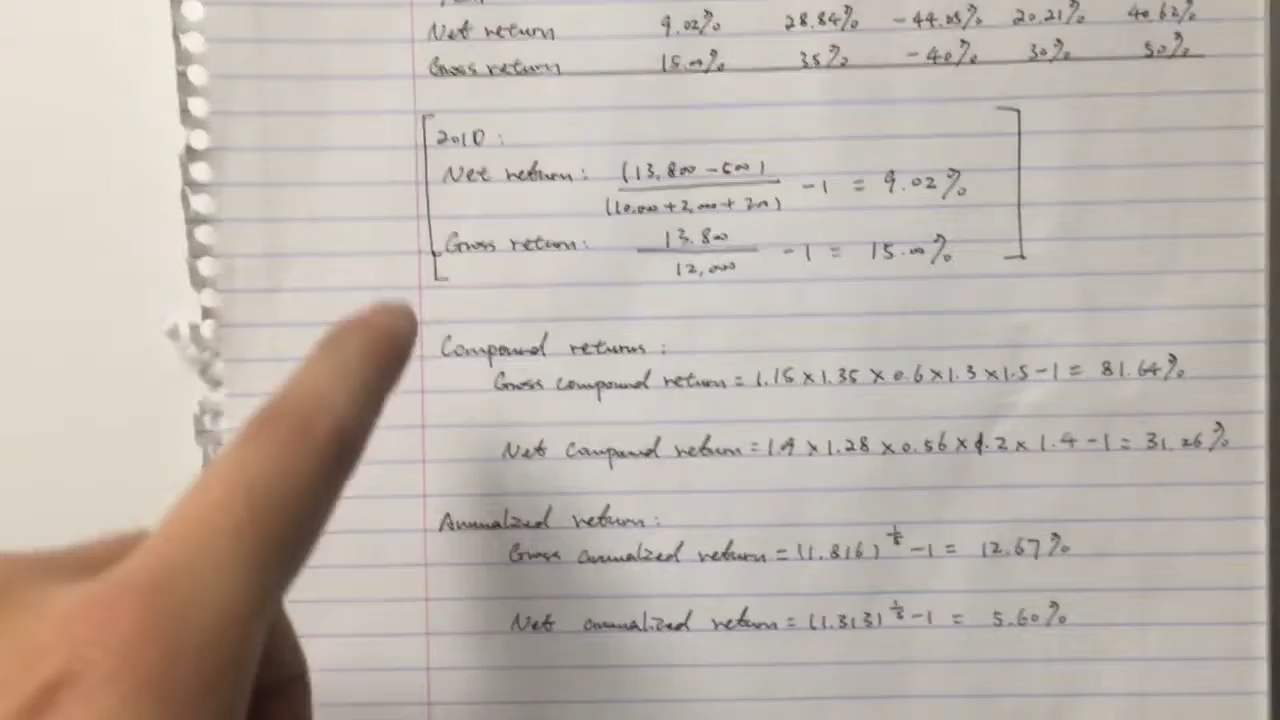 Net return 9.02% 28.84% -44.05% 20.21% 40.62%
Gross return 15.00% 35% -40% 30% 50%
2010:
Net return: (13,800 - 600) / (10,000 + 2,000 + 200) - 1 = 9.02%
Gross return: 13.800 / 12,000 - 1 = 15.00%
Compound returns:
Gross compound return = 1.15 × 1.35 × 0.6 × 1.3 × 1.5 - 1 = 81.64%
Net compound return = 1.9 × 1.28 × 0.56 × 1.2 × 1.4 - 1 = 31.26%
Annualized return:
Gross annualized return = (1.816)^1/5 - 1 = 12.67%
Net annualized return = (1.313)^1/5 - 1 = 5.60%